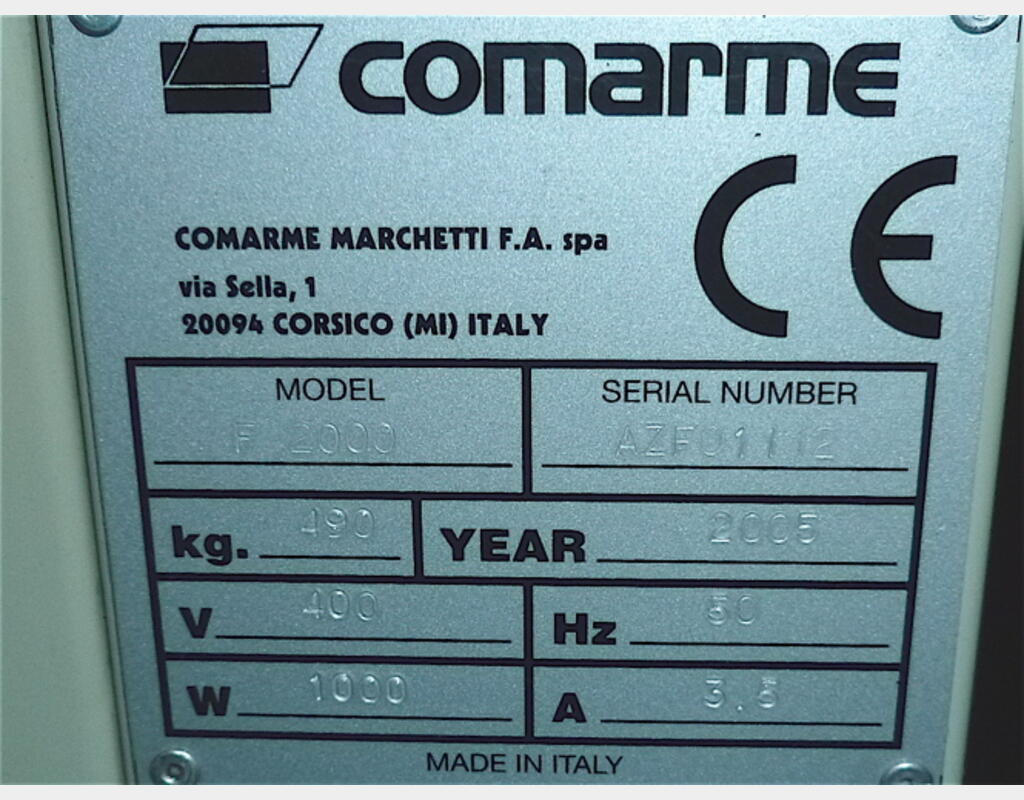 comarme
CE
COMARME MARCHETTI F.A. spa
via Sella, 1
20094 CORSICO (MI) ITALY
MODEL SERIAL NUMBER
F 2000
kg. 490 YEAR 2005
V 400 Hz 50
W 1000 A 3.5
MADE IN ITALY